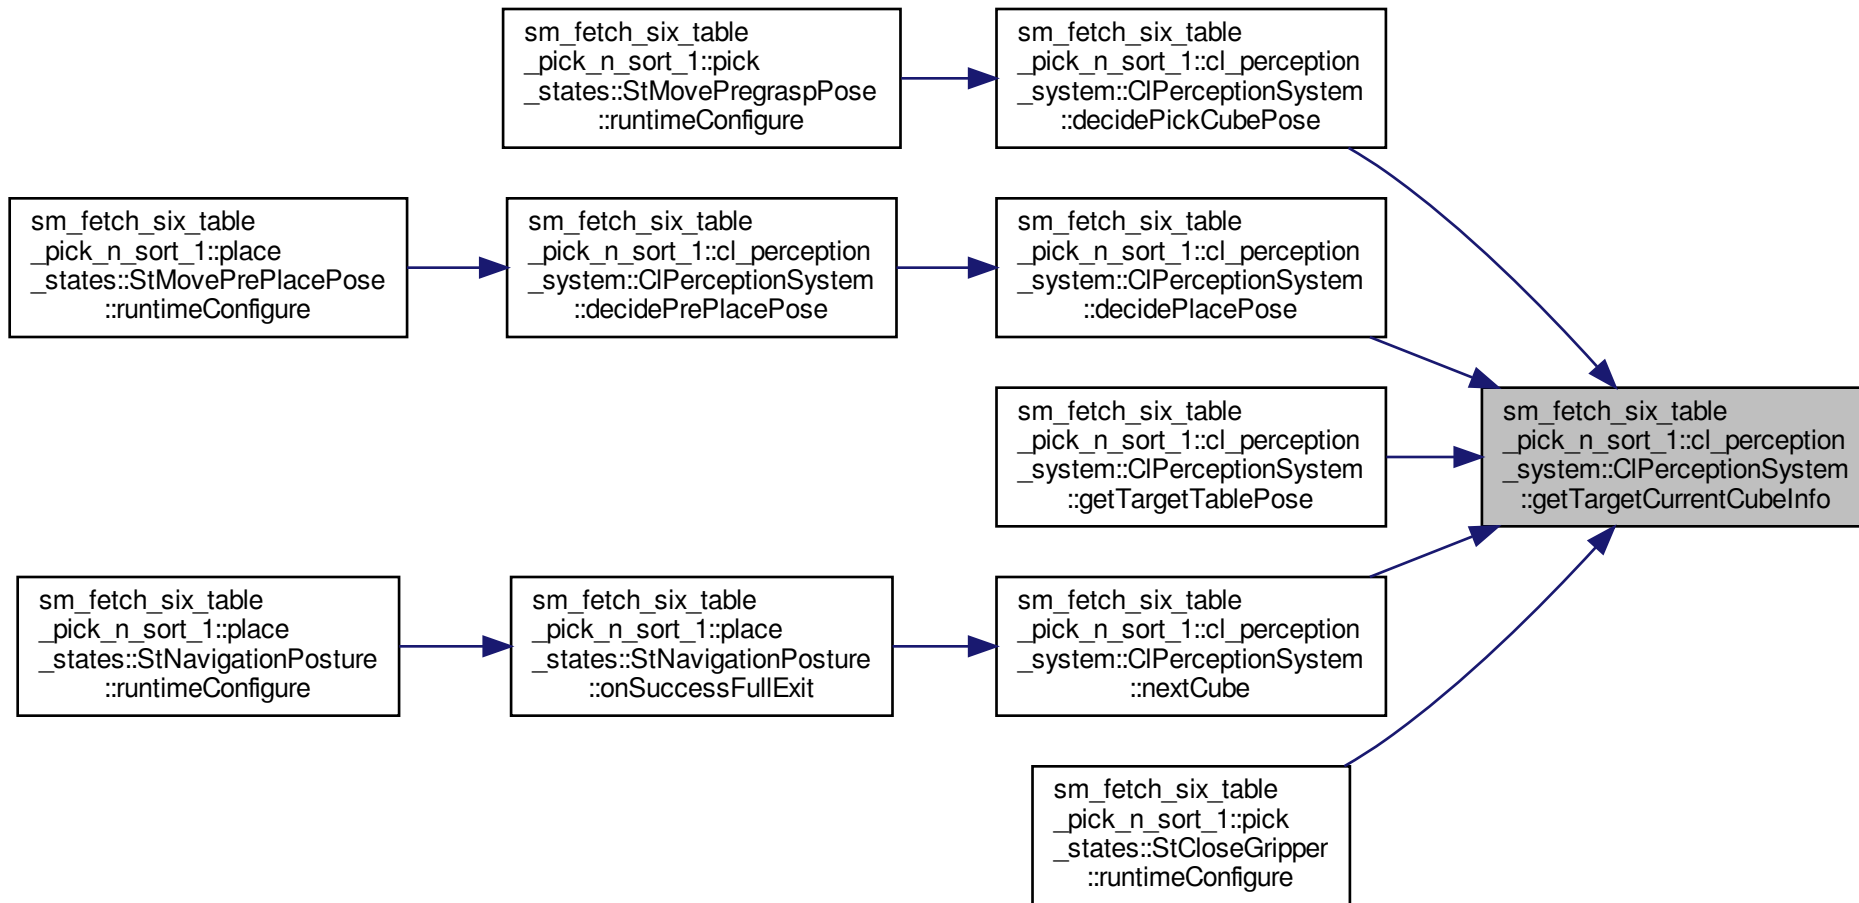 sm_fetch_six_table
_pick_n_sort_1::pick
_states::StMovePregraspPose
::runtimeConfigure
sm_fetch_six_table
_pick_n_sort_1::cl_perception
_system::ClPerceptionSystem
::decidePickCubePose
sm_fetch_six_table
_pick_n_sort_1::place
_states::StMovePrePlacePose
::runtimeConfigure
sm_fetch_six_table
_pick_n_sort_1::cl_perception
_system::ClPerceptionSystem
::decidePrePlacePose
sm_fetch_six_table
_pick_n_sort_1::cl_perception
_system::ClPerceptionSystem
::decidePlacePose
sm_fetch_six_table
_pick_n_sort_1::cl_perception
_system::ClPerceptionSystem
::getTargetTablePose
sm_fetch_six_table
_pick_n_sort_1::cl_perception
_system::ClPerceptionSystem
::getTargetCurrentCubeInfo
sm_fetch_six_table
_pick_n_sort_1::place
_states::StNavigationPosture
::runtimeConfigure
sm_fetch_six_table
_pick_n_sort_1::place
_states::StNavigationPosture
::onSuccessFullExit
sm_fetch_six_table
_pick_n_sort_1::cl_perception
_system::ClPerceptionSystem
::nextCube
sm_fetch_six_table
_pick_n_sort_1::pick
_states::StCloseGripper
::runtimeConfigure